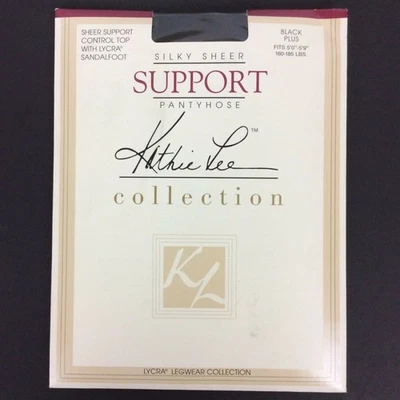 SHEER SUPPORT
CONTROL TOP
WITH LYCRA®
SANDALFOOT
BLACK
PLUS
FITS 5'0"-5'9"
160-185 LBS.
SILKY SHEER
SUPPORT
PANTYHOSE
Kathie Lee™
collection
KL
LYCRA® LEGWEAR COLLECTION